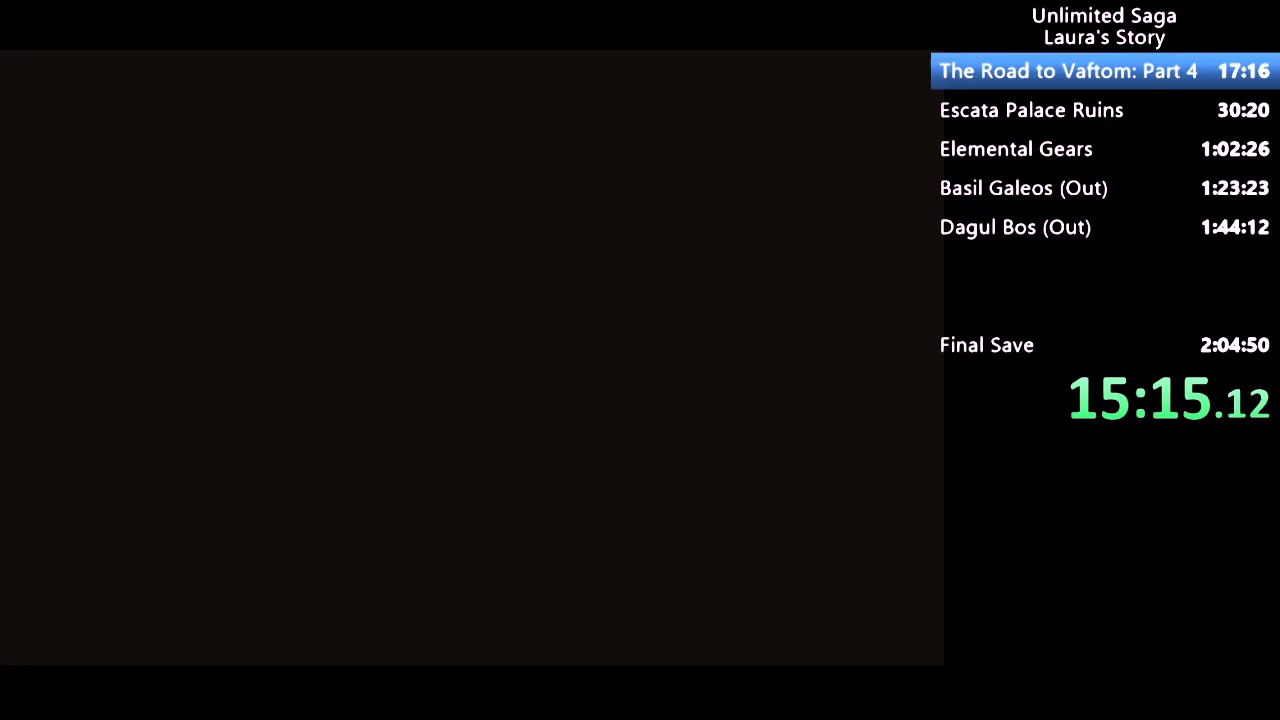 Unlimited Saga
Laura's Story
The Road to Vaftom: Part 4 17:16
Escata Palace Ruins 30:20
Elemental Gears 1:02:26
Basil Galeos (Out) 1:23:23
Dagul Bos (Out) 1:44:12
Final Save 2:04:50
15:15.12